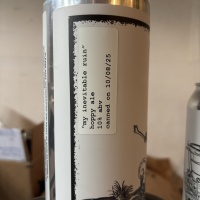 "my inevitable ruin"
hoppy ale
10% abv
canned on 10/08/25